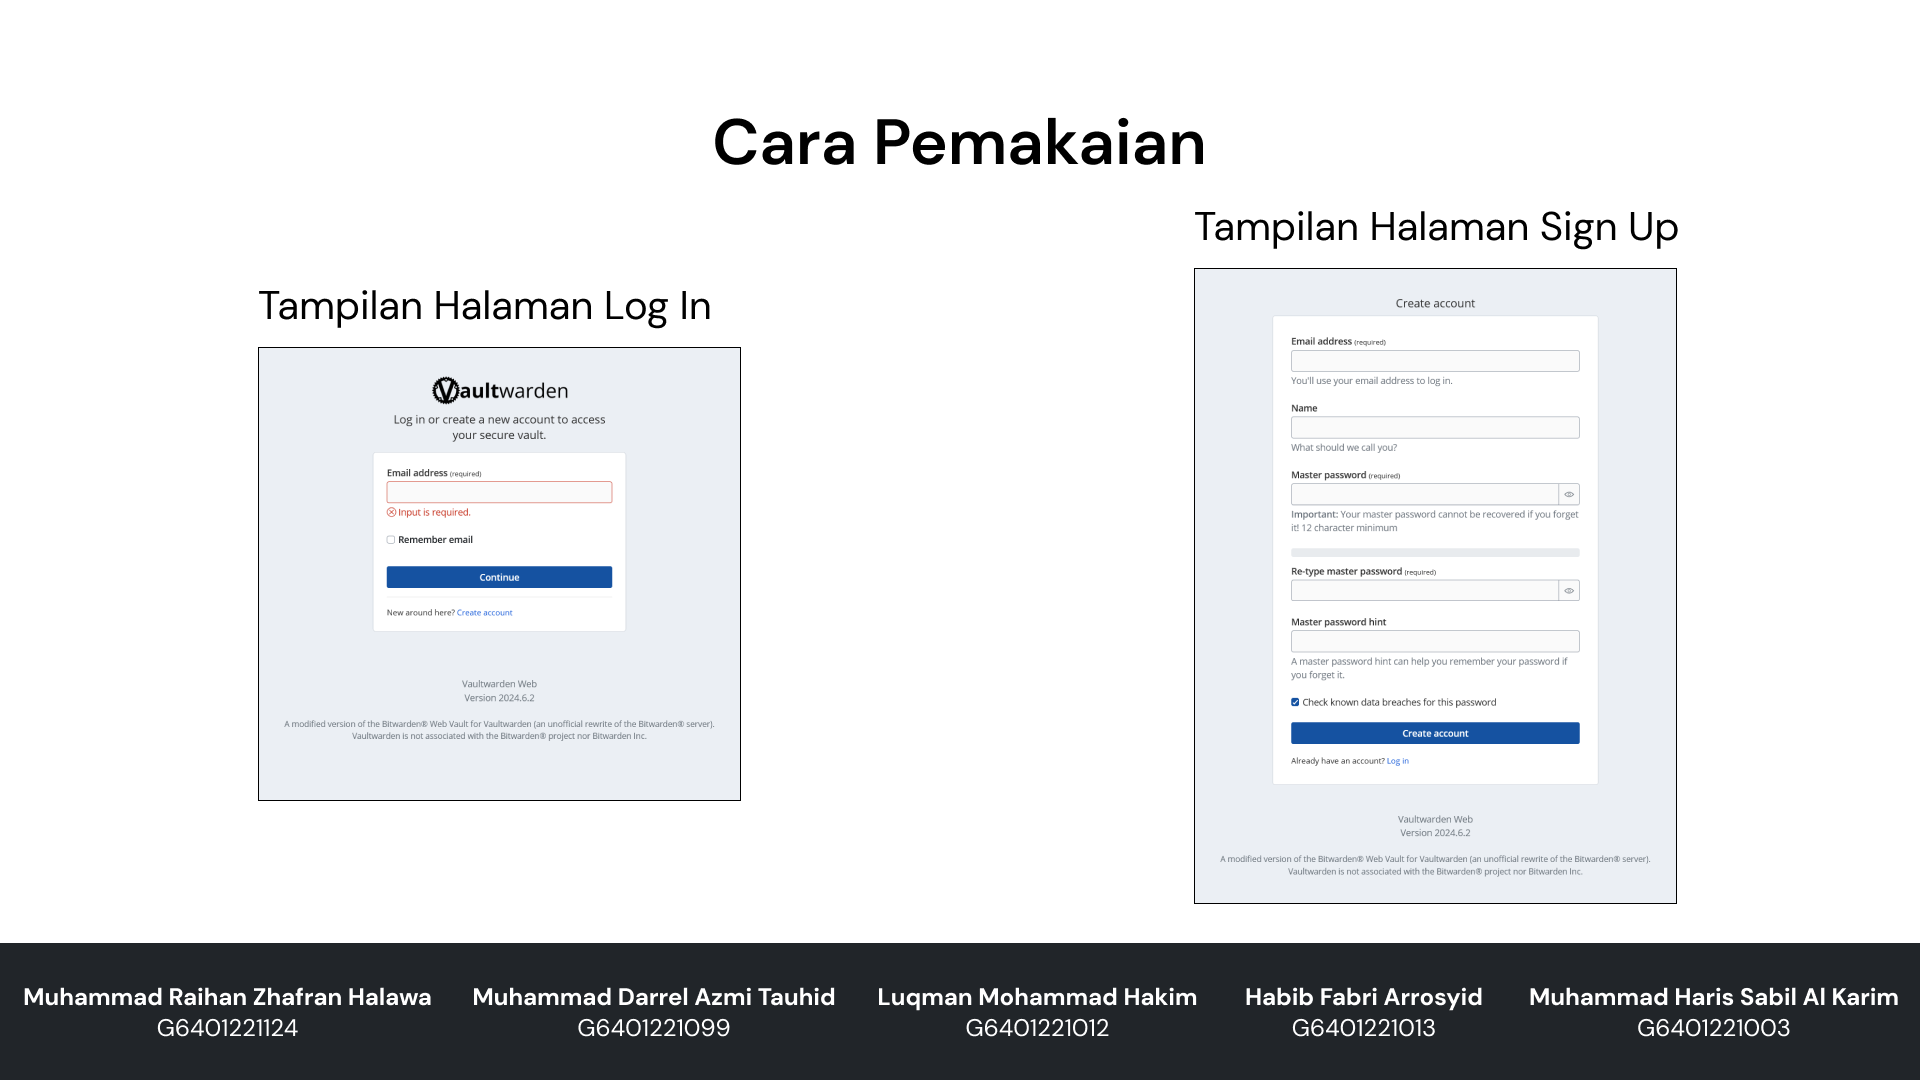 Cara Pemakaian
Tampilan Halaman Log In
Vaultwarden
Log in or create a new account to access
your secure vault.
Email address (required)
Input is required.
Remember email
Continue
New around here? Create account
Vaultwarden Web
Version 2024.6.2
A modified version of the Bitwarden® Web Vault for Vaultwarden (an unofficial rewrite of the Bitwarden® server).
Vaultwarden is not associated with the Bitwarden® project nor Bitwarden Inc.
Tampilan Halaman Sign Up
Create account
Email address (required)
You'll use your email address to log in.
Name
What should we call you?
Master password (required)
Important: Your master password cannot be recovered if you forget
it! 12 character minimum
Re-type master password (required)
Master password hint
A master password hint can help you remember your password if
you forget it.
Check known data breaches for this password
Create account
Already have an account? Log in
Vaultwarden Web
Version 2024.6.2
A modified version of the Bitwarden® Web Vault for Vaultwarden (an unofficial rewrite of the Bitwarden® server).
Vaultwarden is not associated with the Bitwarden® project nor Bitwarden Inc.
Muhammad Raihan Zhafran Halawa
G6401221124
Muhammad Darrel Azmi Tauhid
G6401221099
Luqman Mohammad Hakim
G6401221012
Habib Fabri Arrosyid
G6401221013
Muhammad Haris Sabil Al Karim
G6401221003